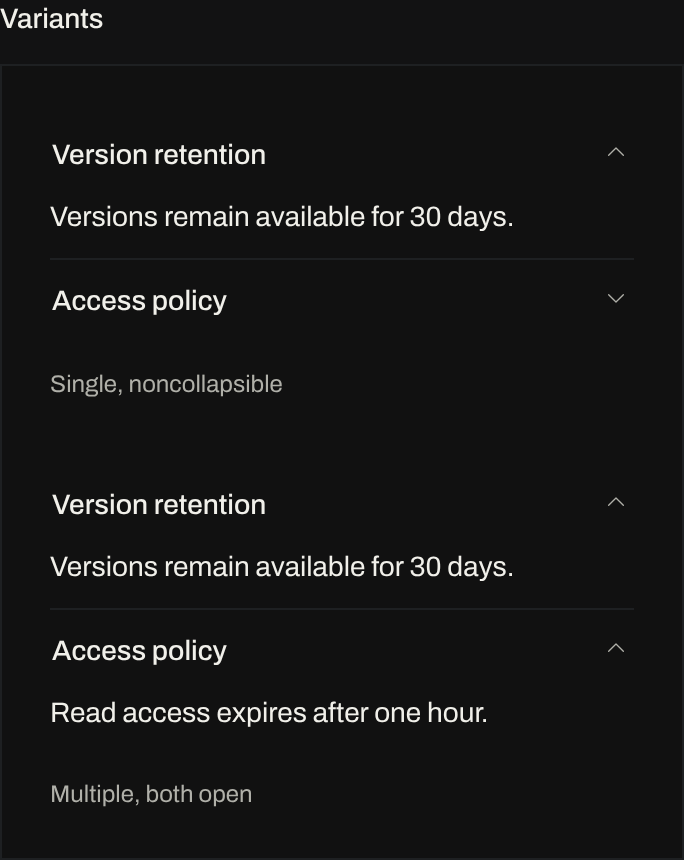 Variants
Version retention
Versions remain available for 30 days.
Access policy
Single, noncollapsible
Version retention
Versions remain available for 30 days.
Access policy
Read access expires after one hour.
Multiple, both open